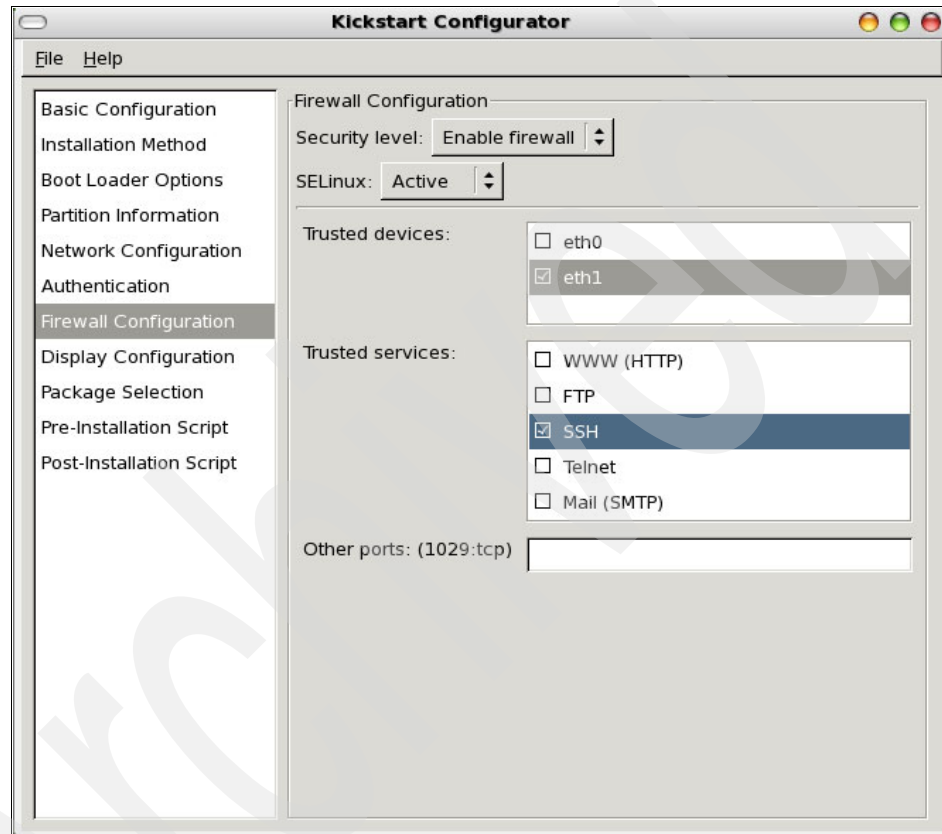 Kickstart Configurator
File Help
Basic Configuration
Installation Method
Boot Loader Options
Partition Information
Network Configuration
Authentication
Firewall Configuration
Display Configuration
Package Selection
Pre-Installation Script
Post-Installation Script
Firewall Configuration
Security level: Enable firewall
SELinux: Active
Trusted devices:
eth0
eth1
Trusted services:
WWW (HTTP)
FTP
SSH
Telnet
Mail (SMTP)
Other ports: (1029:tcp)